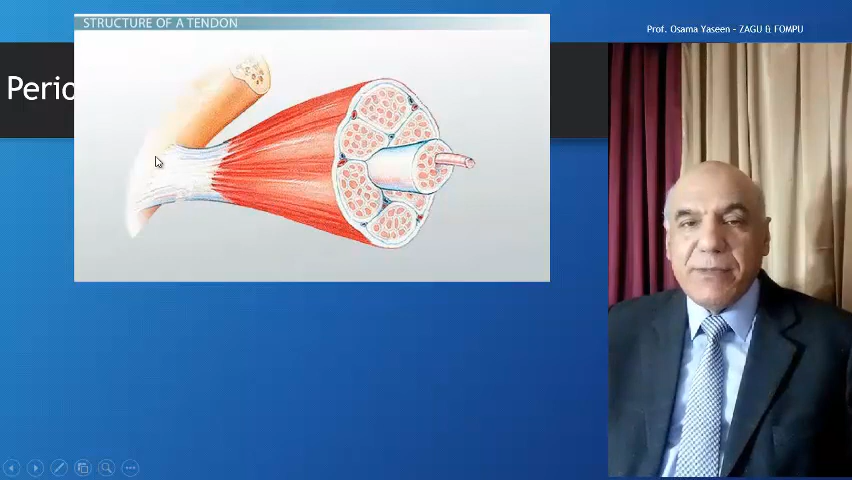 STRUCTURE OF A TENDON
Prof. Osama Yaseen - ZAGU & FOMPU
Perio